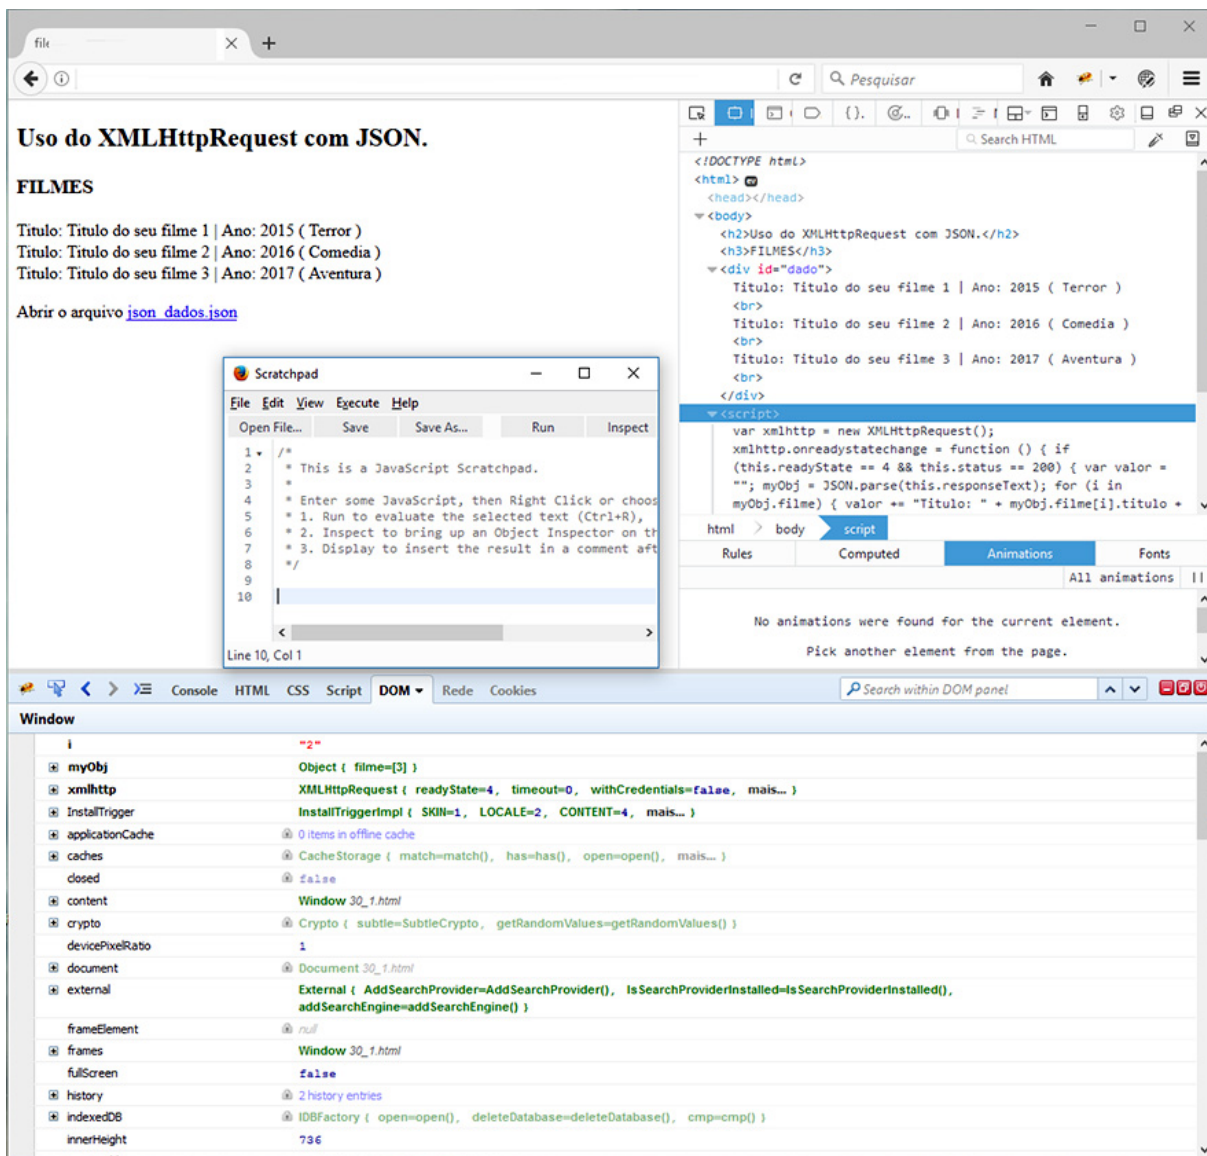 file
Pesquisar
Uso do XMLHttpRequest com JSON.
FILMES
Titulo: Titulo do seu filme 1 | Ano: 2015 ( Terror )
Titulo: Titulo do seu filme 2 | Ano: 2016 ( Comedia )
Titulo: Titulo do seu filme 3 | Ano: 2017 ( Aventura )
Abrir o arquivo json_dados.json
Search HTML
<!DOCTYPE html>
<html> ev
<head></head>
<body>
<h2>Uso do XMLHttpRequest com JSON.</h2>
<h3>FILMES</h3>
<div id="dado">
Titulo: Titulo do seu filme 1 | Ano: 2015 ( Terror )
<br>
Titulo: Titulo do seu filme 2 | Ano: 2016 ( Comedia )
<br>
Titulo: Titulo do seu filme 3 | Ano: 2017 ( Aventura )
<br>
</div>
<script>
var xmlhttp = new XMLHttpRequest();
xmlhttp.onreadystatechange = function () { if
(this.readyState == 4 && this.status == 200) { var valor =
""; myObj = JSON.parse(this.responseText); for (i in
myObj.filme) { valor += "Titulo: " + myObj.filme[i].titulo +
html body script
Rules Computed Animations Fonts
All animations
No animations were found for the current element.
Pick another element from the page.
Scratchpad
File Edit View Execute Help
Open File... Save Save As... Run Inspect
1 /*
2 * This is a JavaScript Scratchpad.
3 *
4 * Enter some JavaScript, then Right Click or choos
5 * 1. Run to evaluate the selected text (Ctrl+R),
6 * 2. Inspect to bring up an Object Inspector on th
7 * 3. Display to insert the result in a comment aft
8 */
9
10
Line 10, Col 1
Console HTML CSS Script DOM Rede Cookies Search within DOM panel
Window
i "2"
myObj Object { filme=[3] }
xmlhttp XMLHttpRequest { readyState=4, timeout=0, withCredentials=false, mais... }
InstallTrigger InstallTriggerImpl { SKIN=1, LOCALE=2, CONTENT=4, mais... }
applicationCache 0 items in offline cache
caches CacheStorage { match=match(), has=has(), open=open(), mais... }
closed false
content Window 30_1.html
crypto Crypto { subtle=SubtleCrypto, getRandomValues=getRandomValues() }
devicePixelRatio 1
document Document 30_1.html
external External { AddSearchProvider=AddSearchProvider(), IsSearchProviderInstalled=IsSearchProviderInstalled(),
addSearchEngine=addSearchEngine() }
frameElement null
frames Window 30_1.html
fullScreen false
history 2 history entries
indexedDB IDBFactory { open=open(), deleteDatabase=deleteDatabase(), cmp=cmp() }
innerHeight 736